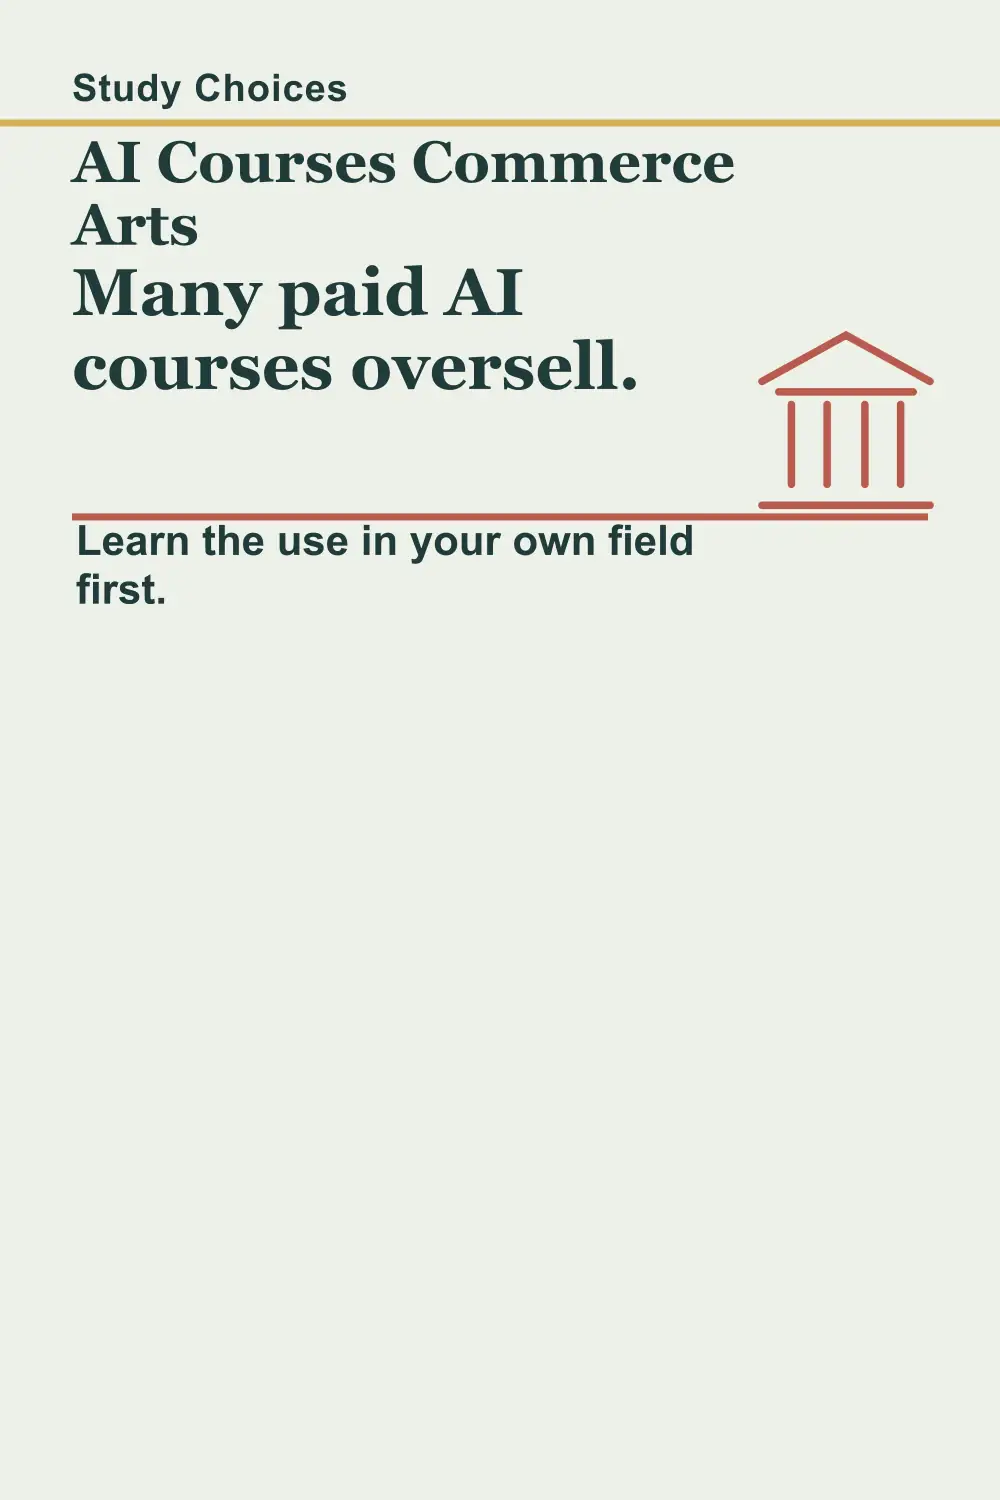 Study Choices
AI Courses Commerce
Arts
Many paid AI
courses oversell.
Learn the use in your own field
first.